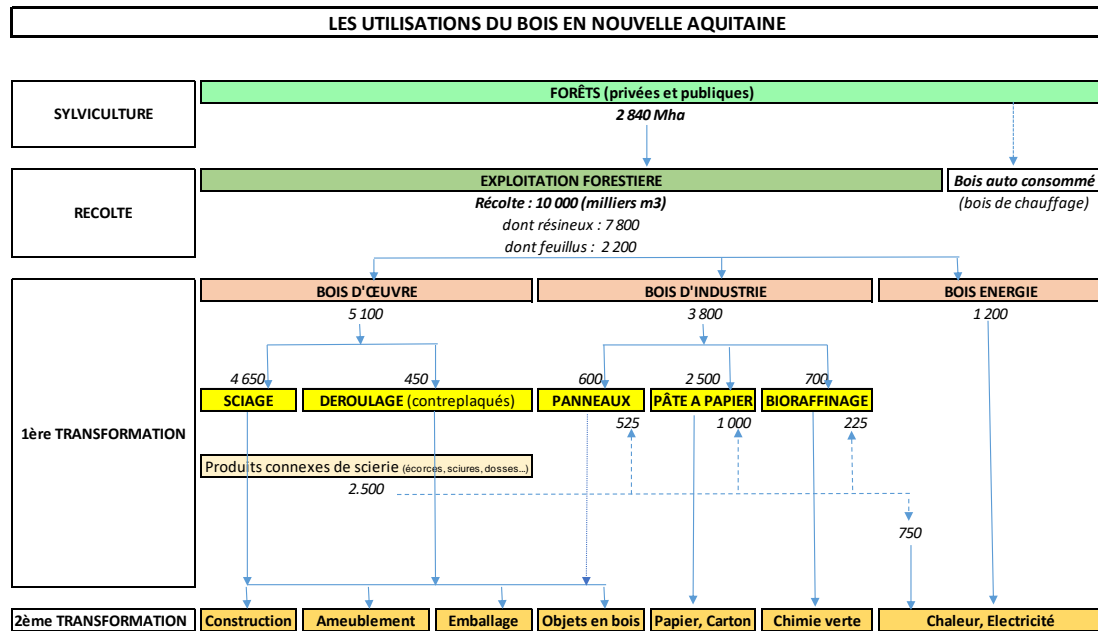 LES UTILISATIONS DU BOIS EN NOUVELLE AQUITAINE
SYLVICULTURE
FORÊTS (privées et publiques)
2 840 Mha
RECOLTE
EXPLOITATION FORESTIERE
Bois auto consommé
Récolte : 10 000 (milliers m3)
(bois de chauffage)
dont résineux : 7 800
dont feuillus : 2 200
1ère TRANSFORMATION
BOIS D'ŒUVRE
BOIS D'INDUSTRIE
BOIS ENERGIE
5 100
3 800
1 200
4 650
450
600
2 500
700
SCIAGE
DEROULAGE (contreplaqués)
PANNEAUX
PÂTE A PAPIER
BIORAFFINAGE
525
1 000
225
Produits connexes de scierie (écorces, sciures, dosses...)
2.500
750
2ème TRANSFORMATION
Construction
Ameublement
Emballage
Objets en bois
Papier, Carton
Chimie verte
Chaleur, Electricité